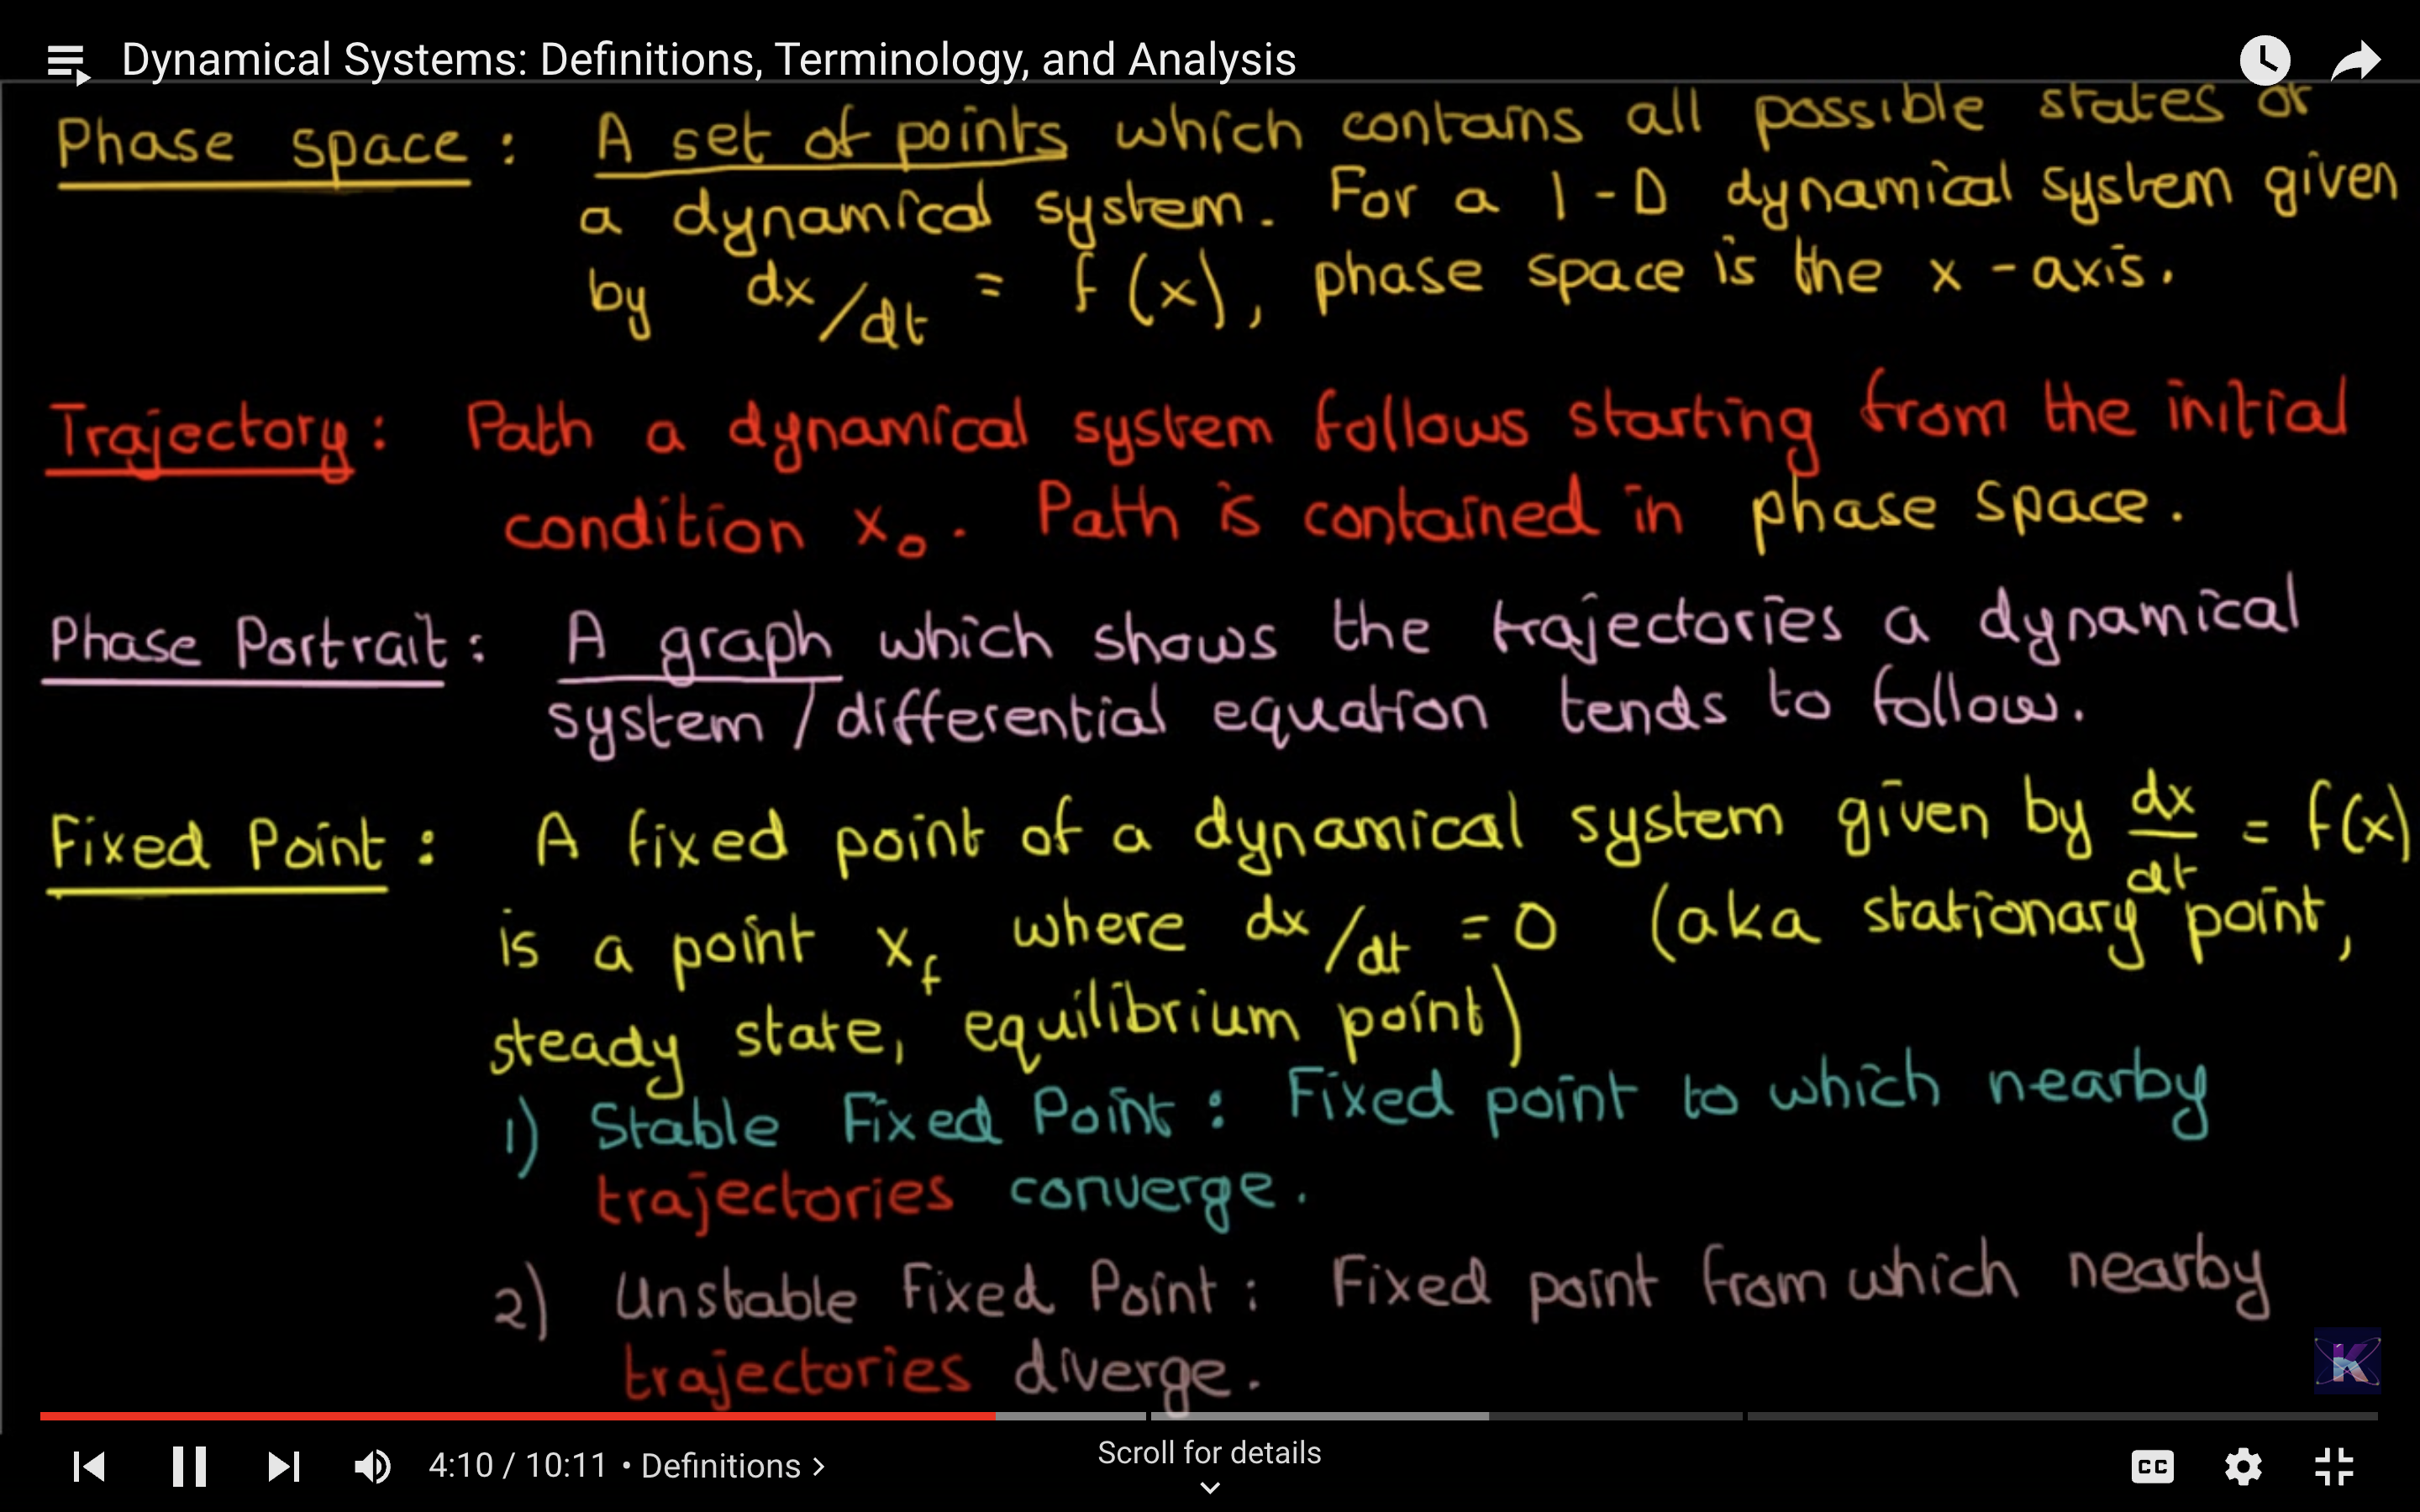 Dynamical Systems: Definitions, Terminology, and Analysis
Phase space : A set of points which contains all possible states of
a dynamical system. For a 1-D dynamical system given
by dx/dt = f(x), phase space is the x-axis.
Trajectory: Path a dynamical system follows starting from the initial
condition x₀. Path is contained in phase space.
Phase Portrait: A graph which shows the trajectories a dynamical
system / differential equation tends to follow.
Fixed Point: A fixed point of a dynamical system given by dx/dt = f(x)
is a point x_f where dx/dt = 0 (aka stationary point,
steady state, equilibrium point)
1) Stable Fixed Point: Fixed point to which nearby
trajectories converge.
2) Unstable Fixed Point: Fixed point from which nearby
trajectories diverge.
K
4:10 / 10:11 • Definitions >
Scroll for details
CC